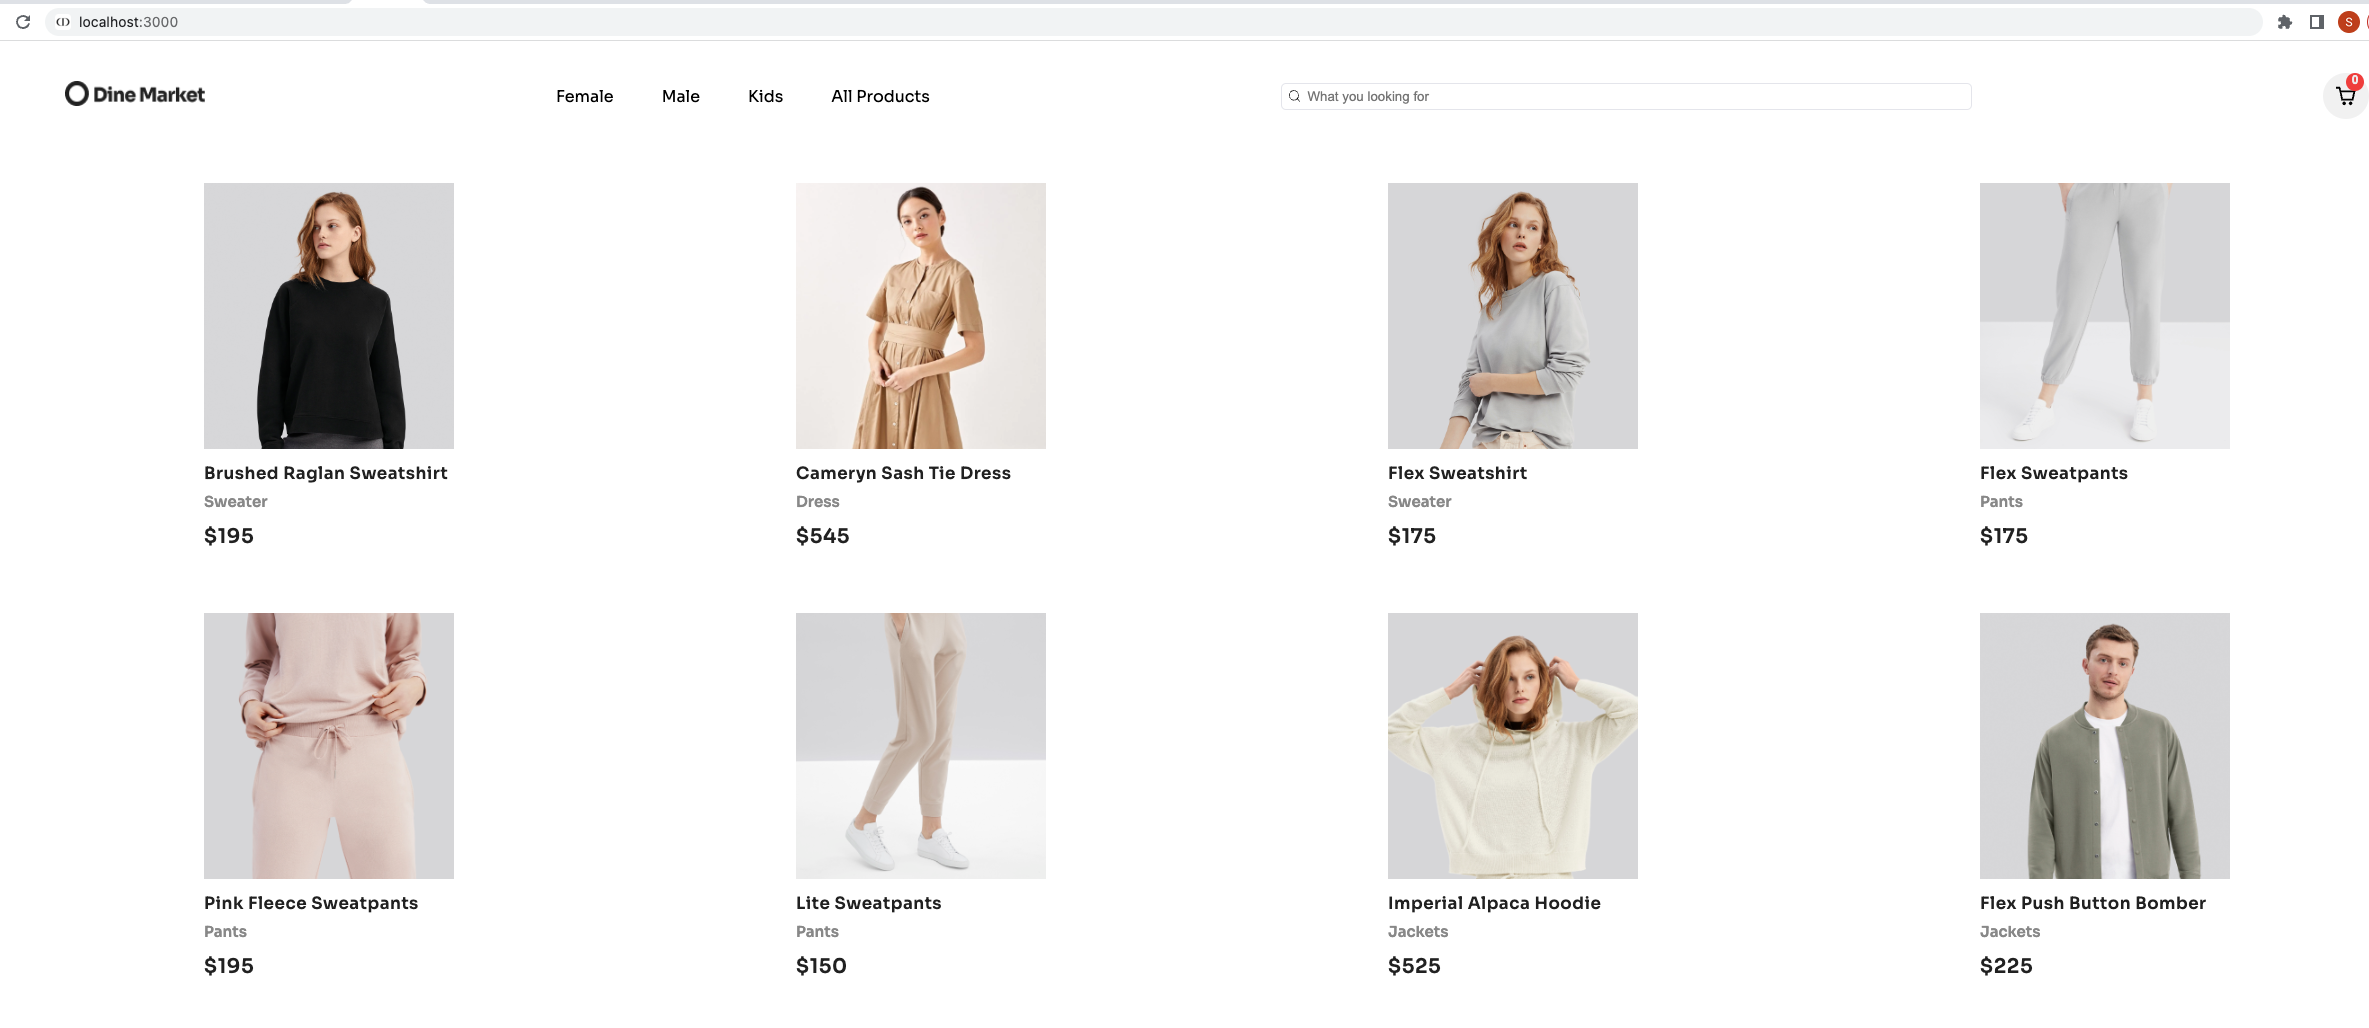 localhost:3000
S
Dine Market
Female Male Kids All Products
What you looking for
0
Brushed Raglan Sweatshirt
Sweater
$195
Cameryn Sash Tie Dress
Dress
$545
Flex Sweatshirt
Sweater
$175
Flex Sweatpants
Pants
$175
Pink Fleece Sweatpants
Pants
$195
Lite Sweatpants
Pants
$150
Imperial Alpaca Hoodie
Jackets
$525
Flex Push Button Bomber
Jackets
$225